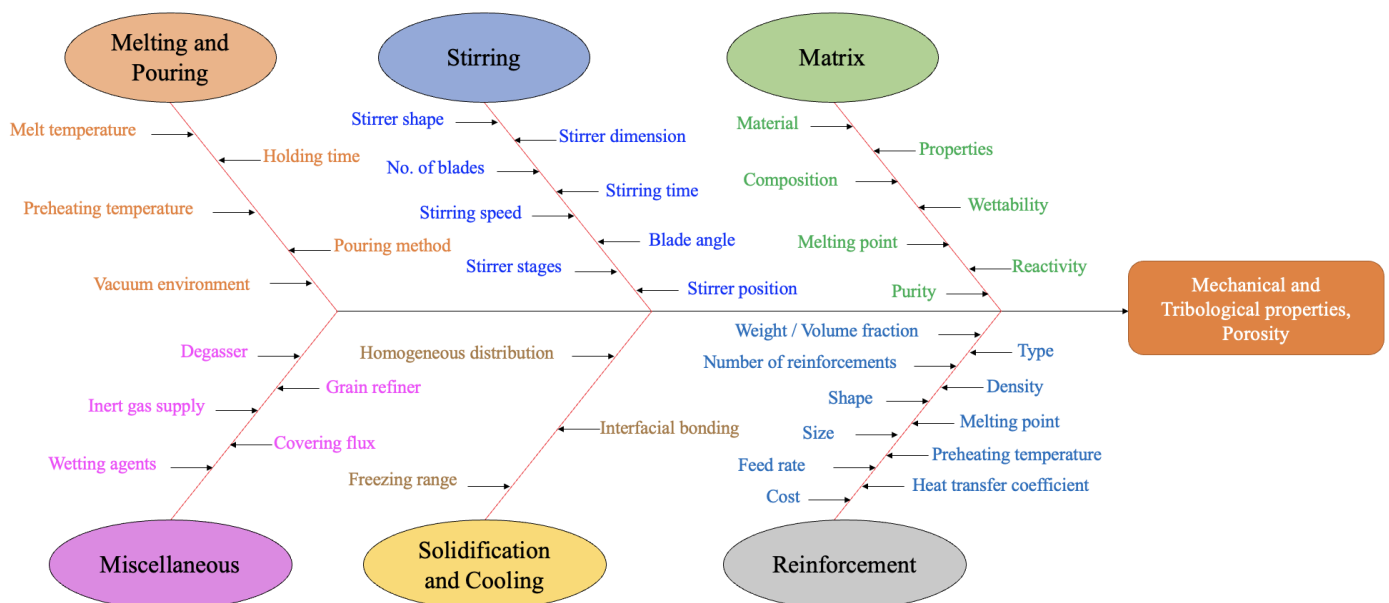 Melting and
Pouring
Stirring
Matrix
Melt temperature
Holding time
Preheating temperature
Pouring method
Vacuum environment
Stirrer shape
Stirrer dimension
No. of blades
Stirring time
Stirring speed
Blade angle
Stirrer stages
Stirrer position
Material
Properties
Composition
Wettability
Melting point
Reactivity
Purity
Mechanical and
Tribological properties,
Porosity
Degasser
Grain refiner
Inert gas supply
Covering flux
Wetting agents
Homogeneous distribution
Interfacial bonding
Freezing range
Weight / Volume fraction
Type
Number of reinforcements
Density
Shape
Melting point
Size
Preheating temperature
Feed rate
Heat transfer coefficient
Cost
Miscellaneous
Solidification
and Cooling
Reinforcement